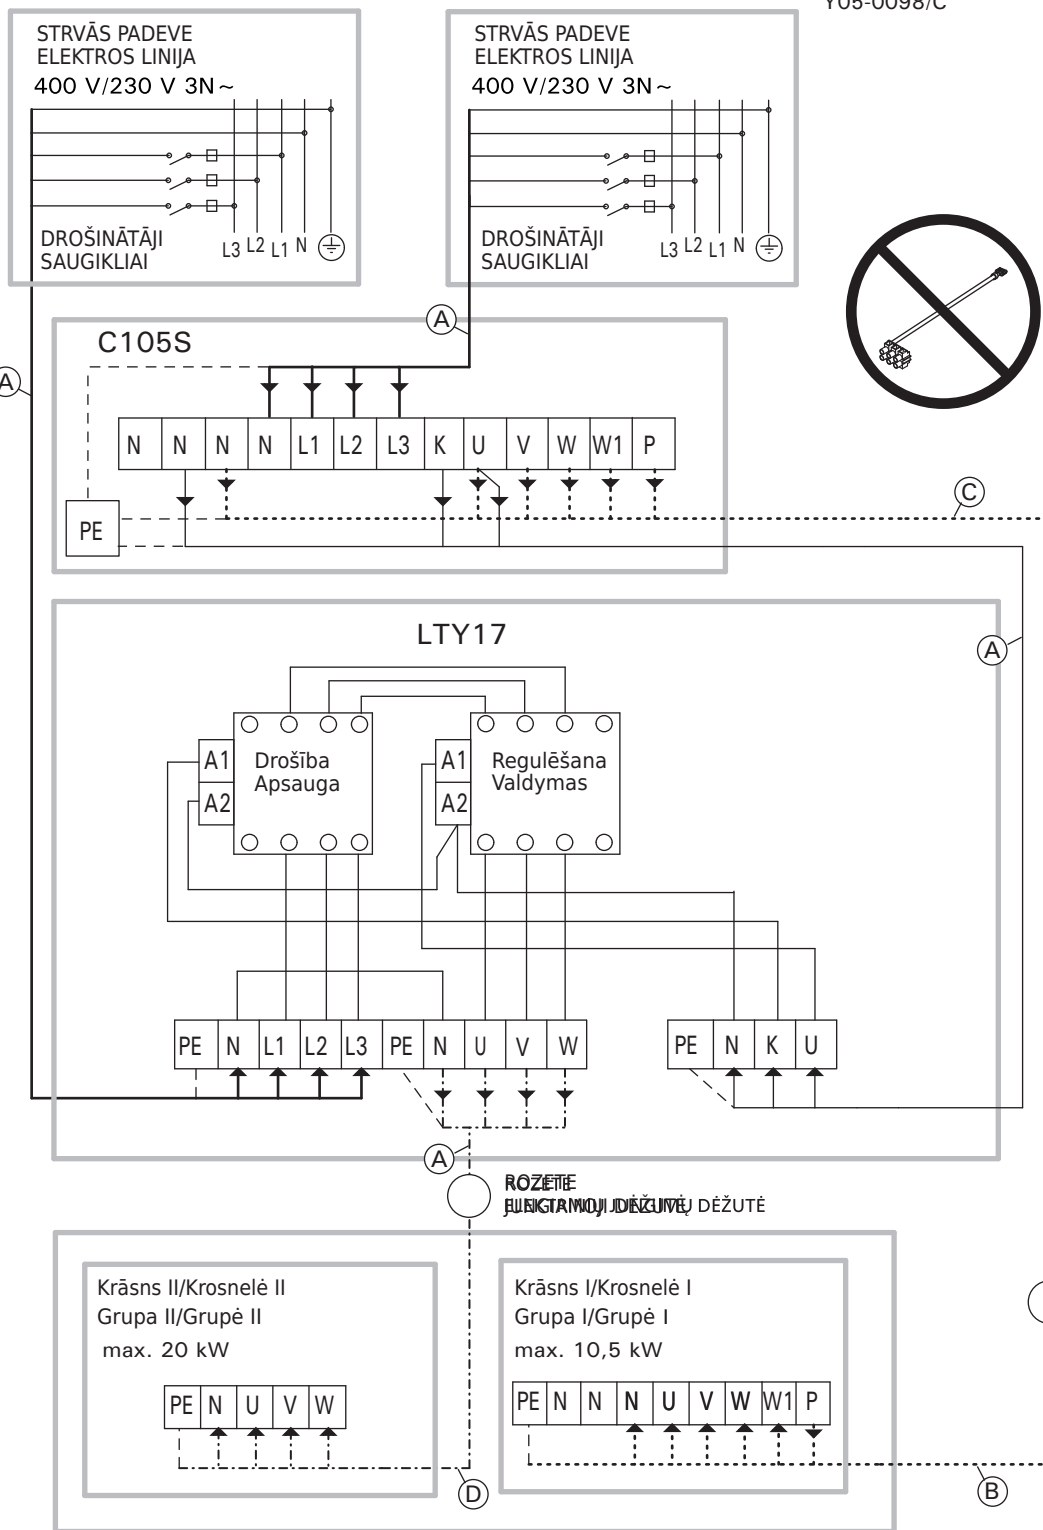 Y05-0098/C
STRVĀS PADEVE
ELEKTROS LINIJA
400 V/230 V 3N~
DROŠINĀTĀJI
SAUGIKLIAI
L3 L2 L1 N
STRVĀS PADEVE
ELEKTROS LINIJA
400 V/230 V 3N~
DROŠINĀTĀJI
SAUGIKLIAI
L3 L2 L1 N
A
A
C105S
N N N N L1 L2 L3 K U V W W1 P
PE
C
LTY17
A
A1
A2
Drošība
Apsauga
A1
A2
Regulēšana
Valdymas
PE N L1 L2 L3 PE N U V W
PE N K U
A
ROZETE
DĖŽUTĖ
Krāsns II/Krosnelė II
Grupa II/Grupė II
max. 20 kW
PE N U V W
D
Krāsns I/Krosnelė I
Grupa I/Grupė I
max. 10,5 kW
PE N N N U V W W1 P
B